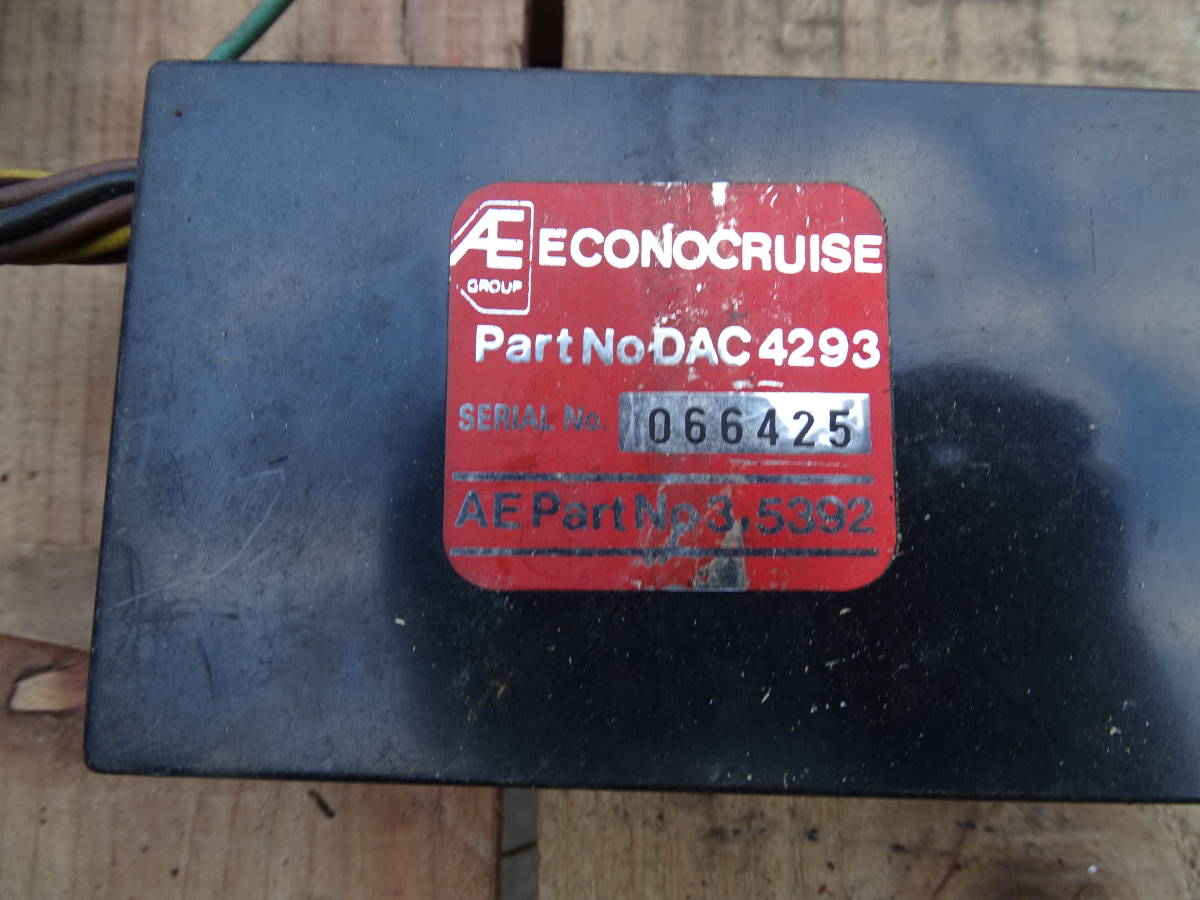 AE ECONOCRUISE
GROUP
Part No DAC 4293
SERIAL No. 066425
AE Part No 3,5392